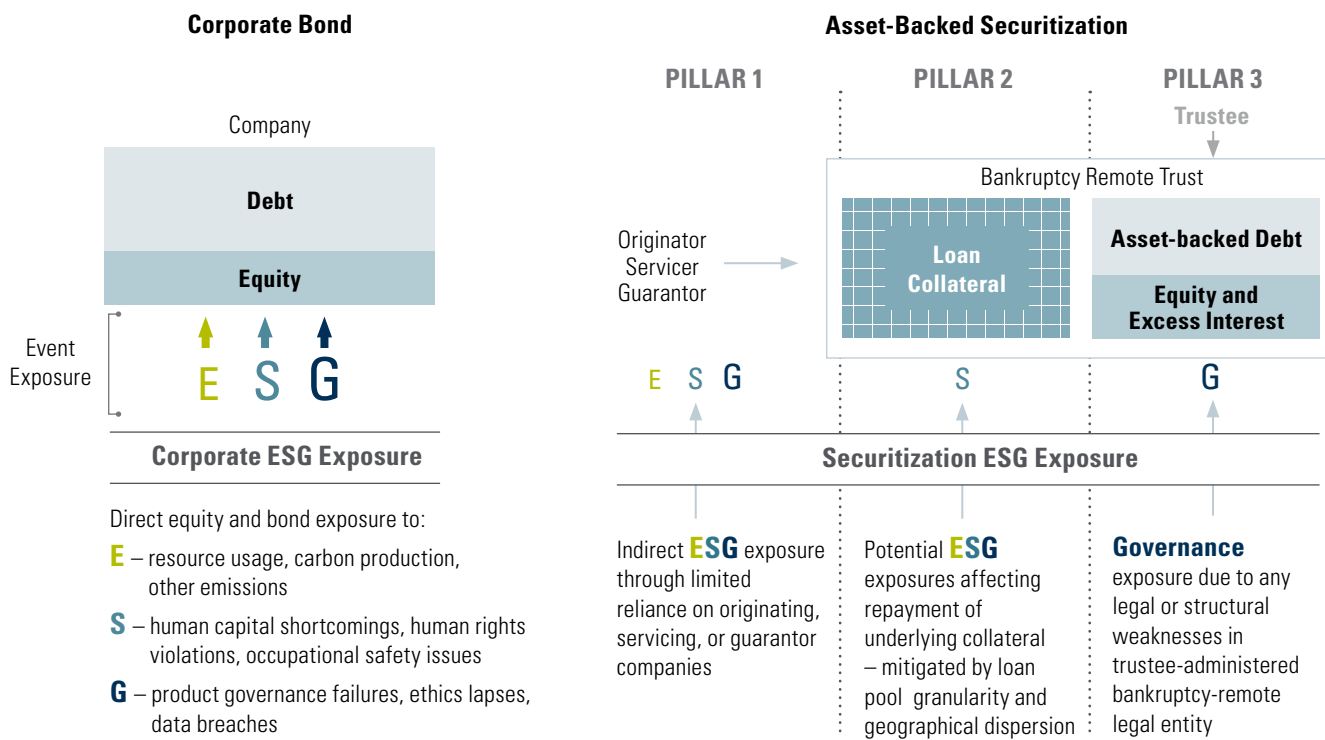 Corporate Bond
Company
Debt
Equity
Event
Exposure
E S G
Corporate ESG Exposure
Direct equity and bond exposure to:
E – resource usage, carbon production,
other emissions
S – human capital shortcomings, human rights
violations, occupational safety issues
G – product governance failures, ethics lapses,
data breaches
Asset-Backed Securitization
PILLAR 1
PILLAR 2
PILLAR 3
Trustee
Bankruptcy Remote Trust
Originator
Servicer
Guarantor
Loan
Collateral
Asset-backed Debt
Equity and
Excess Interest
E S G
S
G
Securitization ESG Exposure
Indirect ESG exposure
through limited
reliance on originating,
servicing, or guarantor
companies
Potential ESG
exposures affecting
repayment of
underlying collateral
– mitigated by loan
pool granularity and
geographical dispersion
Governance
exposure due to any
legal or structural
weaknesses in
trustee-administered
bankruptcy-remote
legal entity